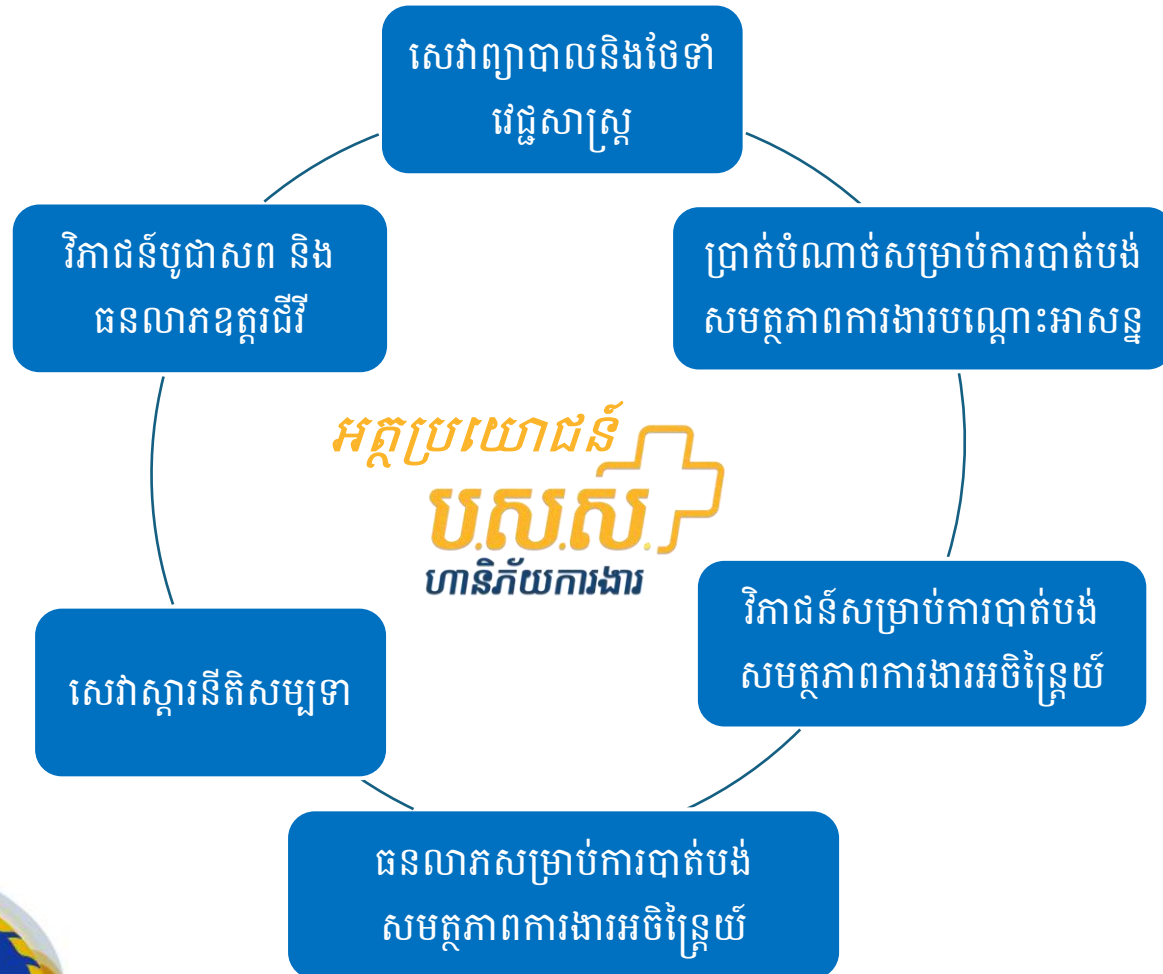 សេវាព្យាបាលនិងថែទាំ
វេជ្ជសាស្ត្រ
ប្រាក់បំណាច់សម្រាប់ការបាត់បង់
សមត្ថភាពការងារបណ្តោះអាសន្ន
វិភាជន៍សម្រាប់ការបាត់បង់
សមត្ថភាពការងារអចិន្ត្រៃយ៍
ធនលាភសម្រាប់ការបាត់បង់
សមត្ថភាពការងារអចិន្ត្រៃយ៍
សេវាស្តារនីតិសម្បទា
វិភាជន៍បូជាសព និង
ធនលាភឧត្តរជីវី
អត្ថប្រយោជន៍
ប.ស.ស.
ហានិភ័យការងារ